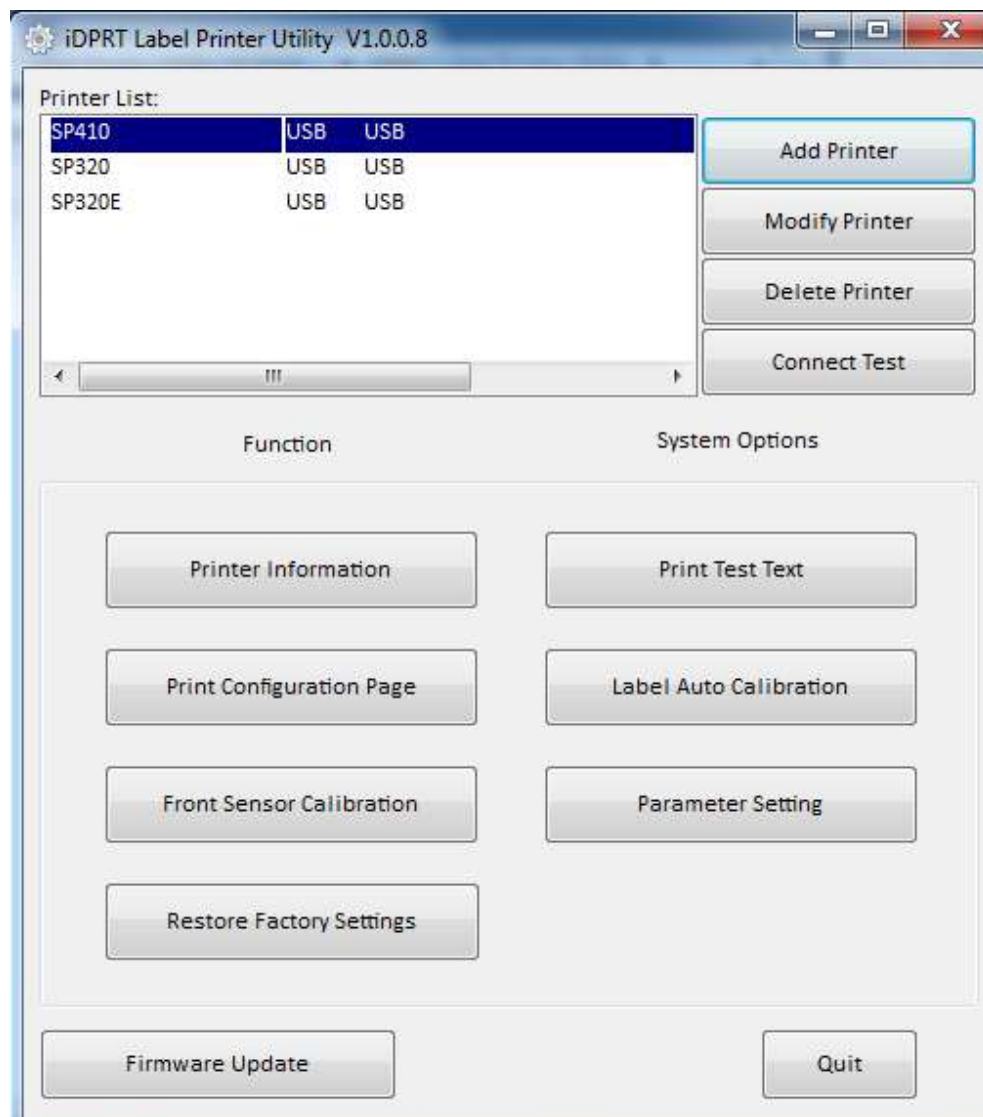 iDPRT Label Printer Utility V1.0.0.8
Printer List:
SP410 USB USB
SP320 USB USB
SP320E USB USB
Add Printer
Modify Printer
Delete Printer
Connect Test
Function
System Options
Printer Information
Print Test Text
Print Configuration Page
Label Auto Calibration
Front Sensor Calibration
Parameter Setting
Restore Factory Settings
Firmware Update
Quit